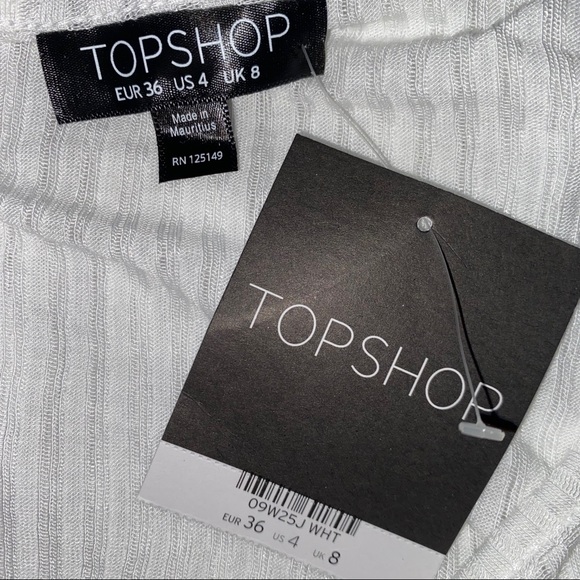 TOPSHOP
EUR 36 US 4 UK 8
Made in
Mauritius
RN 125149
TOPSHOP
09W25J WHT
EUR 36 US 4 UK 8